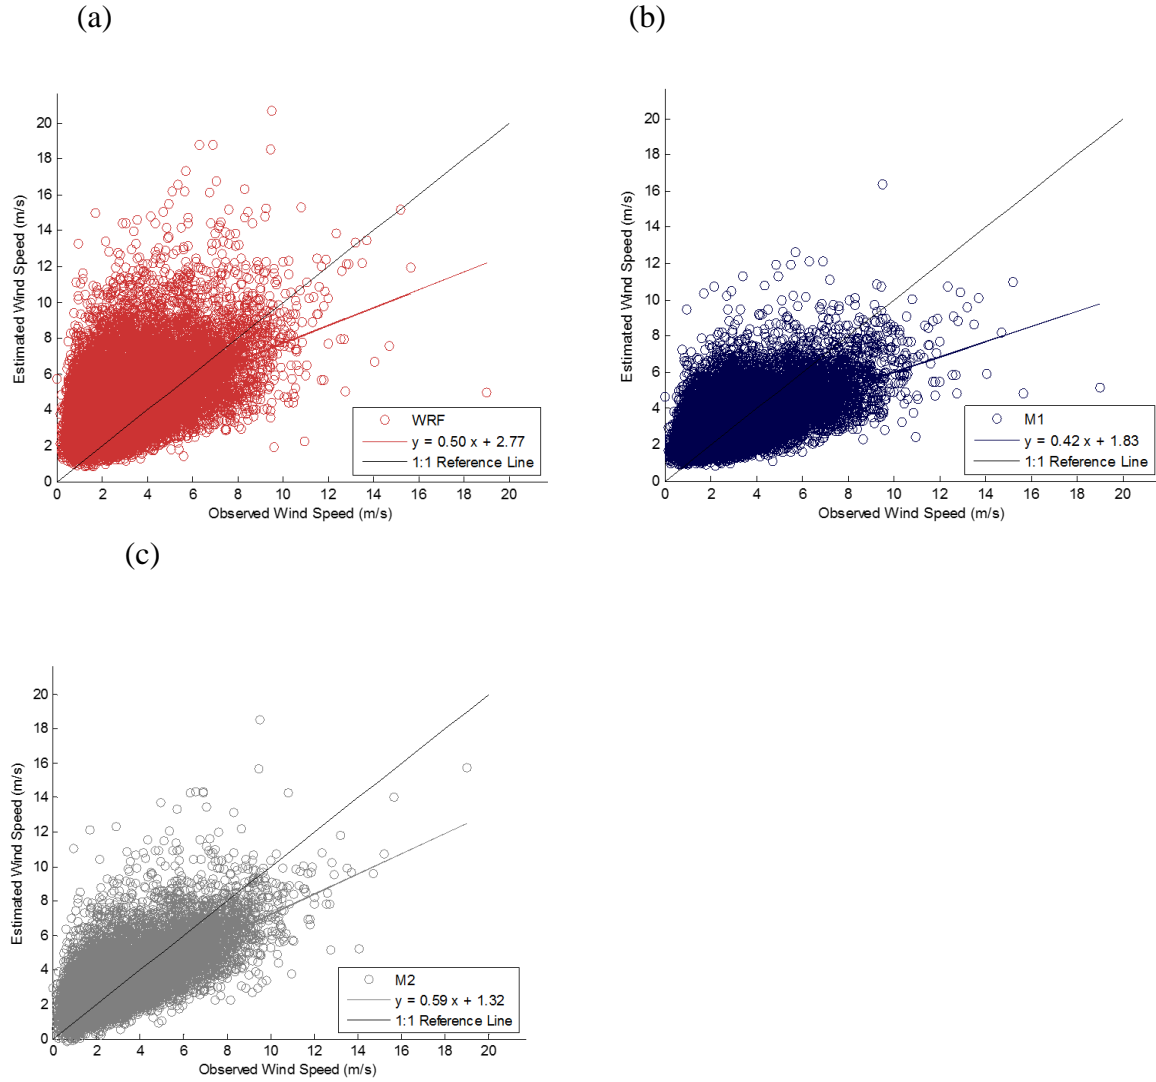 (a)
20
18
16
14
12
10
8
6
4
2
0
Estimated Wind Speed (m/s)
WRF
y = 0.50 x + 2.77
1:1 Reference Line
0 2 4 6 8 10 12 14 16 18 20
Observed Wind Speed (m/s)
(b)
20
18
16
14
12
10
8
6
4
2
0
Estimated Wind Speed (m/s)
M1
y = 0.42 x + 1.83
1:1 Reference Line
0 2 4 6 8 10 12 14 16 18 20
Observed Wind Speed (m/s)
(c)
20
18
16
14
12
10
8
6
4
2
0
Estimated Wind Speed (m/s)
M2
y = 0.59 x + 1.32
1:1 Reference Line
0 2 4 6 8 10 12 14 16 18 20
Observed Wind Speed (m/s)